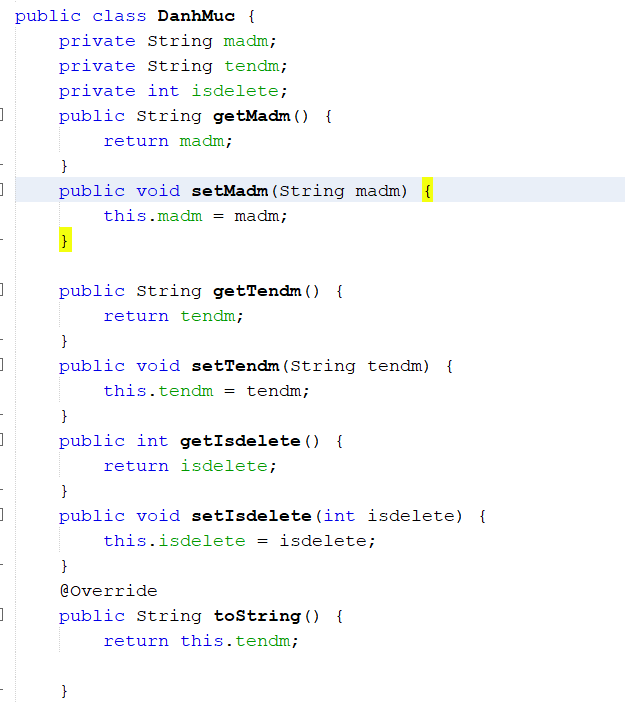 public class DanhMuc {
    private String madm;
    private String tendm;
    private int isdelete;
    public String getMadm() {
        return madm;
    }
    public void setMadm(String madm) {
        this.madm = madm;
    }

    public String getTendm() {
        return tendm;
    }
    public void setTendm(String tendm) {
        this.tendm = tendm;
    }
    public int getIsdelete() {
        return isdelete;
    }
    public void setIsdelete(int isdelete) {
        this.isdelete = isdelete;
    }
    @Override
    public String toString() {
        return this.tendm;

    }